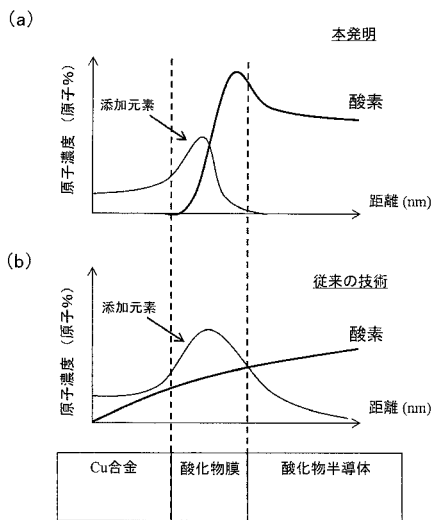 (a)
本発明
原子濃度（原子%）
添加元素
酸素
距離 (nm)
(b)
従来の技術
原子濃度（原子%）
添加元素
酸素
距離 (nm)
Cu合金
酸化物膜
酸化物半導体